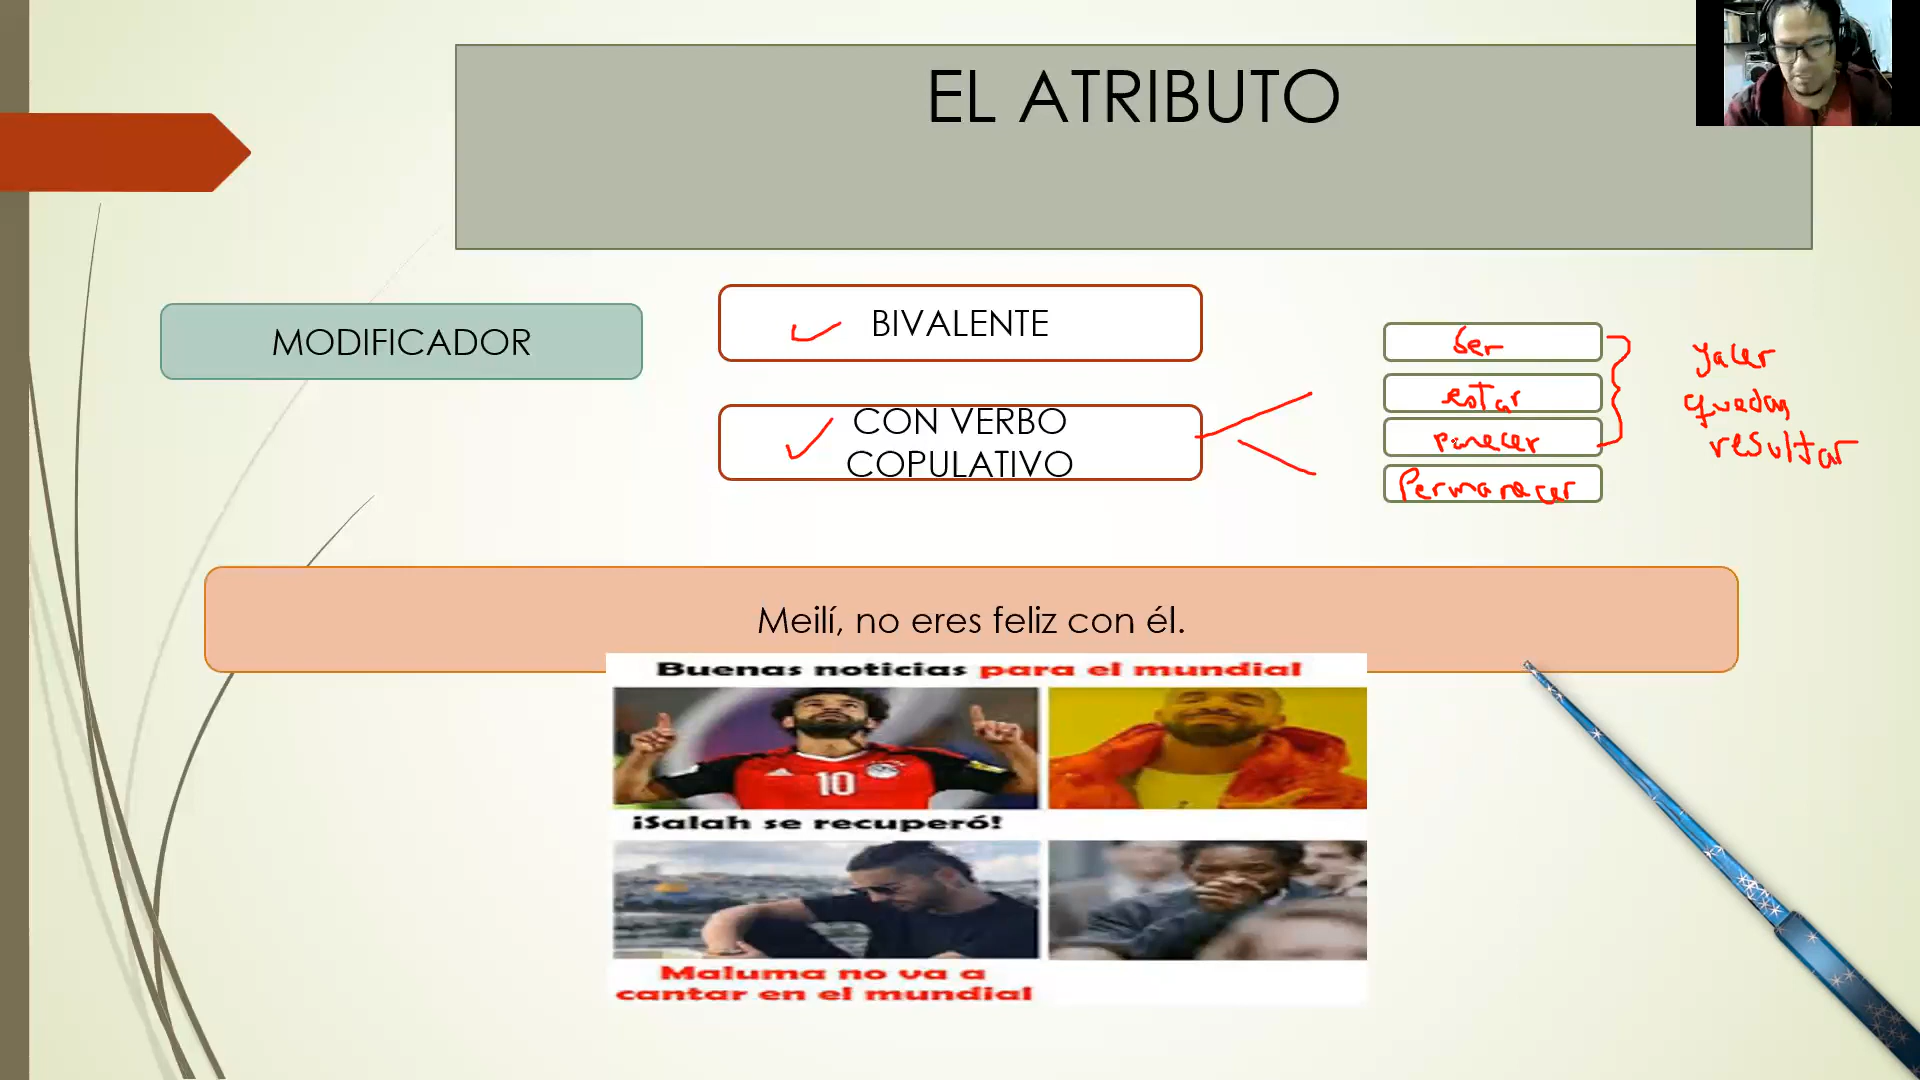 EL ATRIBUTO
MODIFICADOR
BIVALENTE
CON VERBO
COPULATIVO
Ser
estar
parecer
Permanecer
yacer
quedar
resultar
Meilí, no eres feliz con él.
Buenas noticias para el mundial
10
¡Salah se recuperó!
Maluma no va a
cantar en el mundial